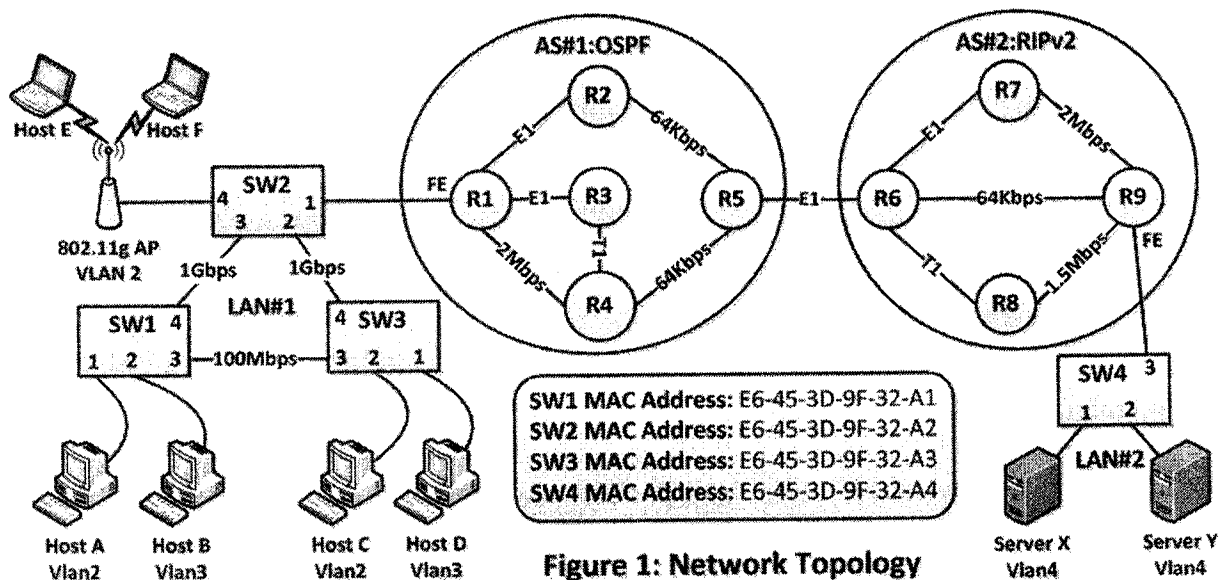 AS#1:OSPF
AS#2:RIPv2
Host E
Host F
R2
R7
E1
64Kbps
E1
2Mbps
SW2
4
3
2
1
FE
R1
E1
R3
R5
E1
R6
64Kbps
R9
FE
802.11g AP
VLAN 2
1Gbps
1Gbps
LAN#1
2Mbps
T1
64Kbps
R4
T1
1.5Mbps
R8
SW1
4
1
2
3
100Mbps
SW3
4
3
2
1
SW4
3
1
2
LAN#2
SW1 MAC Address: E6-45-3D-9F-32-A1
SW2 MAC Address: E6-45-3D-9F-32-A2
SW3 MAC Address: E6-45-3D-9F-32-A3
SW4 MAC Address: E6-45-3D-9F-32-A4
Host A
Vlan2
Host B
Vlan3
Host C
Vlan2
Host D
Vlan3
Server X
Vlan4
Server Y
Vlan4
Figure 1: Network Topology